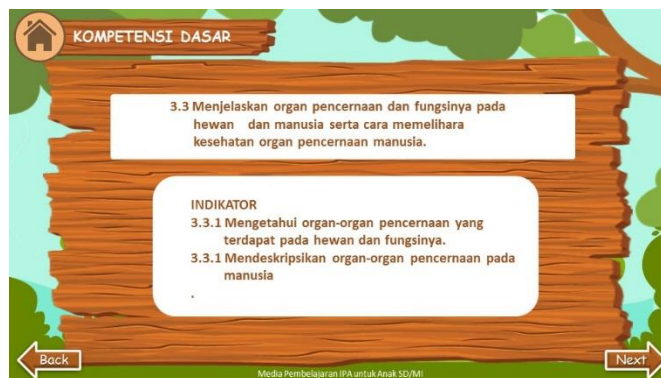 KOMPETENSI DASAR
3.3 Menjelaskan organ pencernaan dan fungsinya pada
hewan dan manusia serta cara memelihara
kesehatan organ pencernaan manusia.
INDIKATOR
3.3.1 Mengetahui organ-organ pencernaan yang
terdapat pada hewan dan fungsinya.
3.3.1 Mendeskripsikan organ-organ pencernaan pada
manusia
.
Back
Next
Media Pembelajaran IPA untuk Anak SD/MI